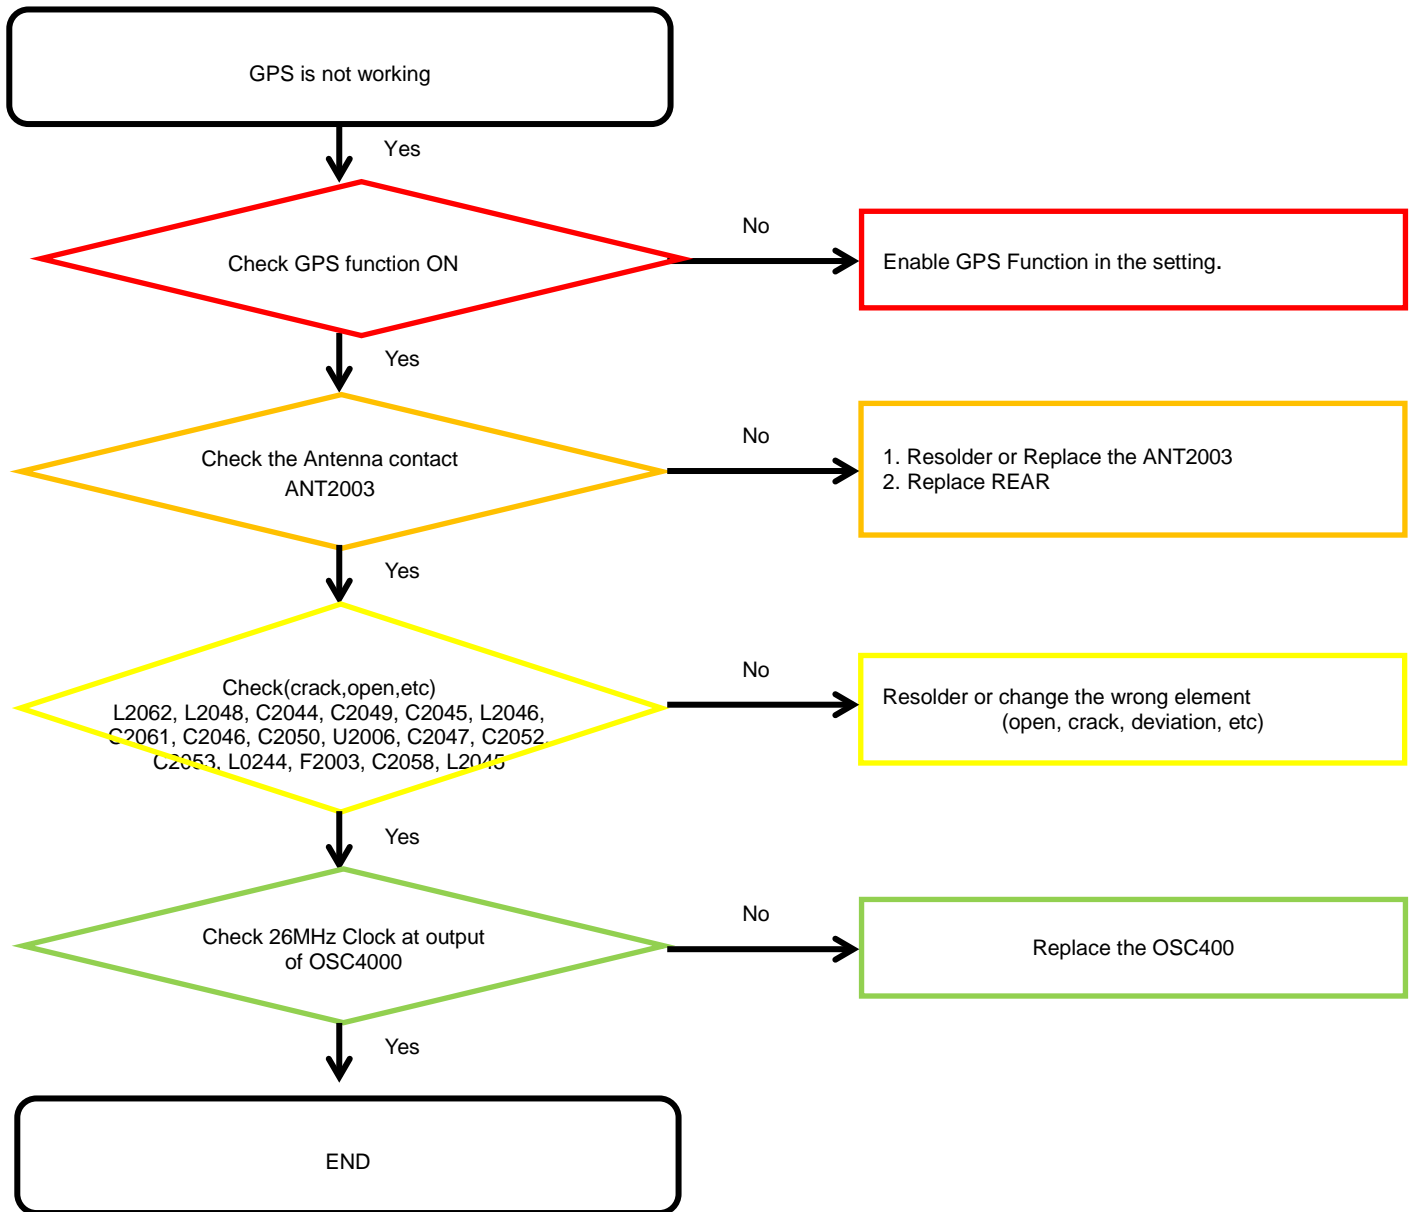 GPS is not working
Yes
Check GPS function ON
No
Enable GPS Function in the setting.
Yes
Check the Antenna contact
ANT2003
No
1. Resolder or Replace the ANT2003
2. Replace REAR
Yes
Check(crack,open,etc)
L2062, L2048, C2044, C2049, C2045, L2046,
C2061, C2046, C2050, U2006, C2047, C2052,
C2053, L0244, F2003, C2058, L2045
No
Resolder or change the wrong element
(open, crack, deviation, etc)
Yes
Check 26MHz Clock at output
of OSC4000
No
Replace the OSC400
Yes
END